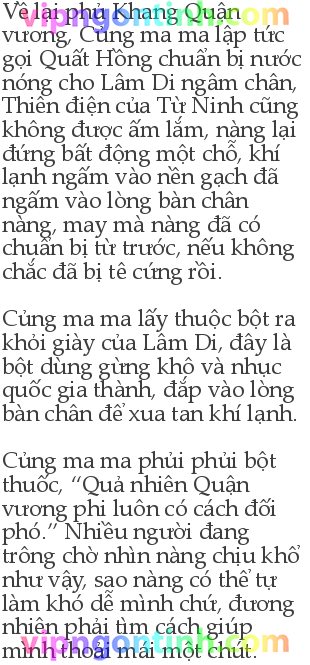 Về lại phủ Khang Quận
vương, Củng ma ma lập tức
gọi Quất Hồng chuẩn bị nước
nóng cho Lâm Di ngâm chân,
Thiên điện của Từ Ninh cũng
không được ấm lắm, nàng lại
đứng bất động một chỗ, khí
lạnh ngấm vào nền gạch đã
ngấm vào lòng bàn chân
nàng, may mà nàng đã có
chuẩn bị từ trước, nếu không
chắc đã bị tê cứng rồi.
Củng ma ma lấy thuộc bột ra
khỏi giày của Lâm Di, đây là
bột dùng gừng khô và nhục
quốc gia thành, đắp vào lòng
bàn chân để xua tan khí lạnh.
Củng ma ma phủi phủi bột
thuốc, “Quả nhiên Quận
vương phi luôn có cách đối
phó.” Nhiều người đang
trông chờ nhìn nàng chịu khổ
như vậy, sao nàng có thể tự
làm khó dễ mình chứ, đương
nhiên phải tìm cách giúp
mình thoải mái một chút.
vipngontinh.com
vipngontinh.com
vipngontinh.com